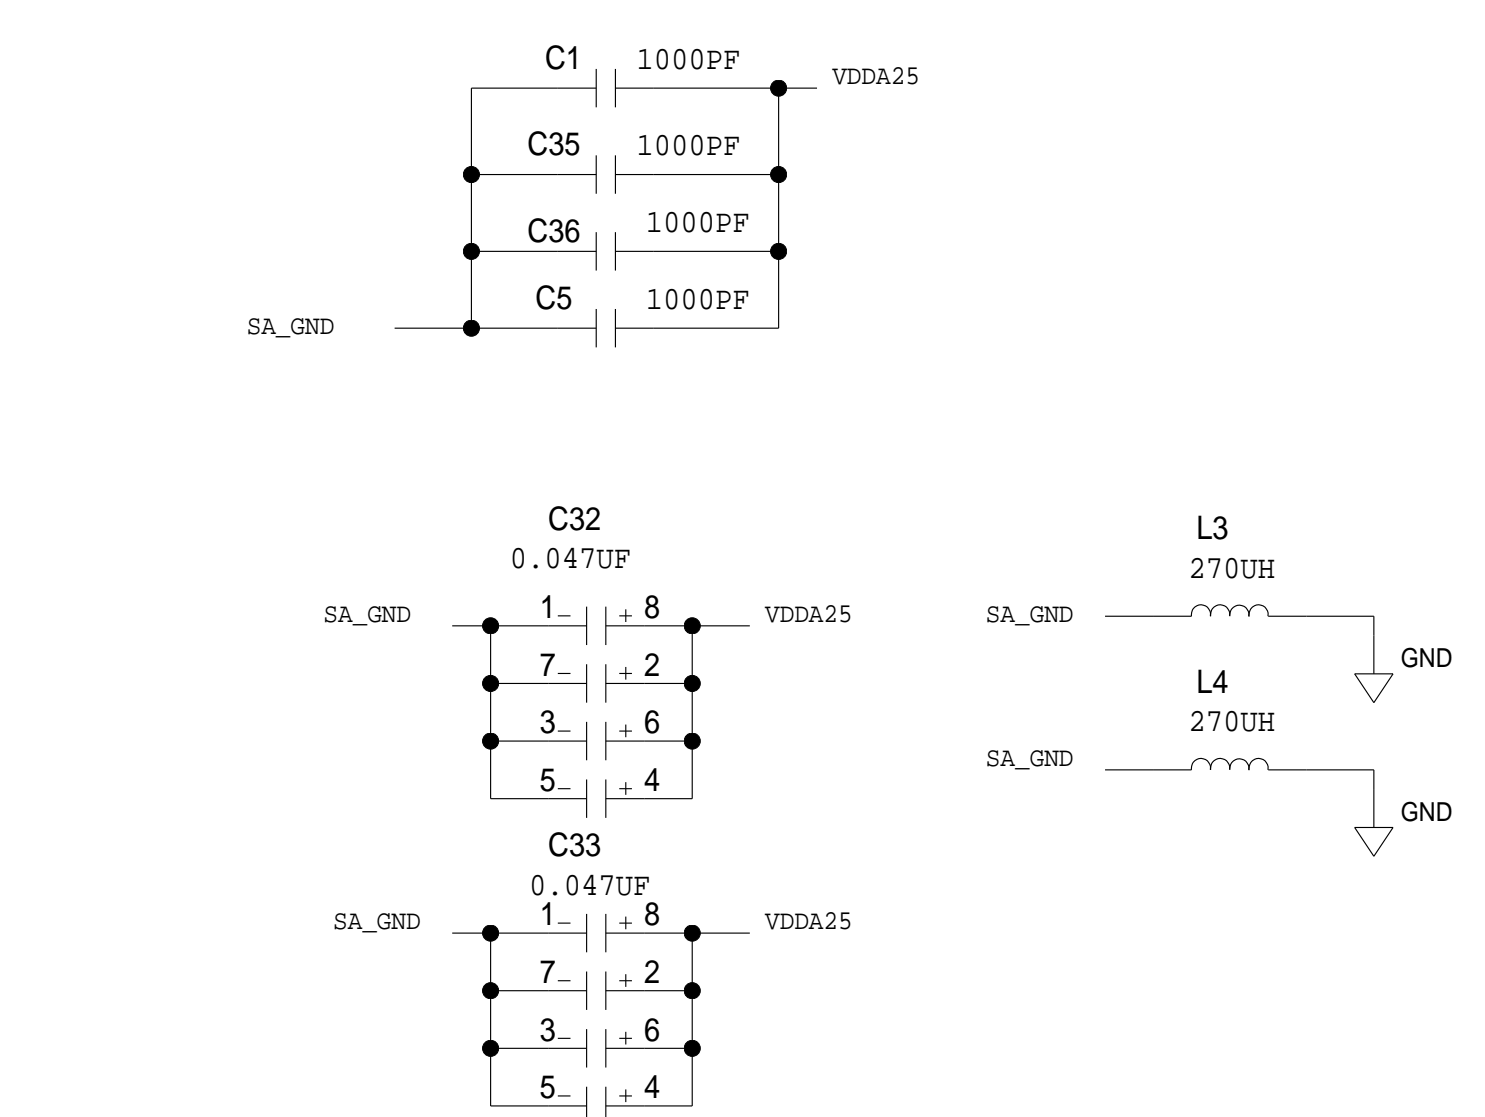 C1 1000PF
VDDA25
C35 1000PF
C36 1000PF
C5 1000PF
SA_GND
C32
0.047UF
SA_GND 1 - + 8 VDDA25
7 - + 2
3 - + 6
5 - + 4
C33
0.047UF
SA_GND 1 - + 8 VDDA25
7 - + 2
3 - + 6
5 - + 4
L3
270UH
SA_GND
GND
L4
270UH
SA_GND
GND